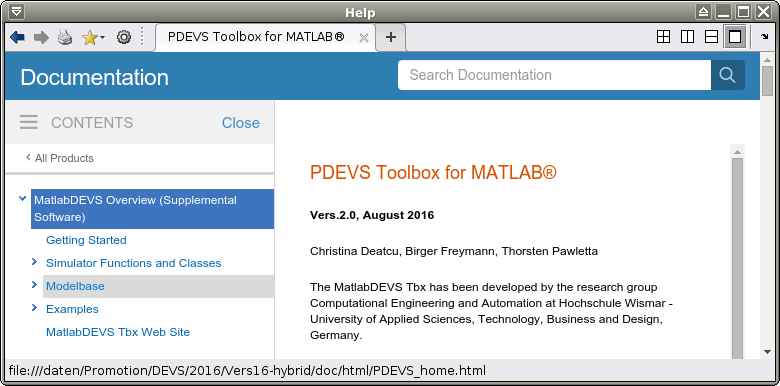 Help
PDEVS Toolbox for MATLAB®
Documentation
Search Documentation
CONTENTS
Close
All Products
MatlabDEVS Overview (Supplemental
Software)
Getting Started
Simulator Functions and Classes
Modelbase
Examples
MatlabDEVS Tbx Web Site
PDEVS Toolbox for MATLAB®
Vers.2.0, August 2016
Christina Deatcu, Birger Freymann, Thorsten Pawletta
The MatlabDEVS Tbx has been developed by the research group
Computational Engineering and Automation at Hochschule Wismar -
University of Applied Sciences, Technology, Business and Design,
Germany.
file:///daten/Promotion/DEVS/2016/Vers16-hybrid/doc/html/PDEVS_home.html